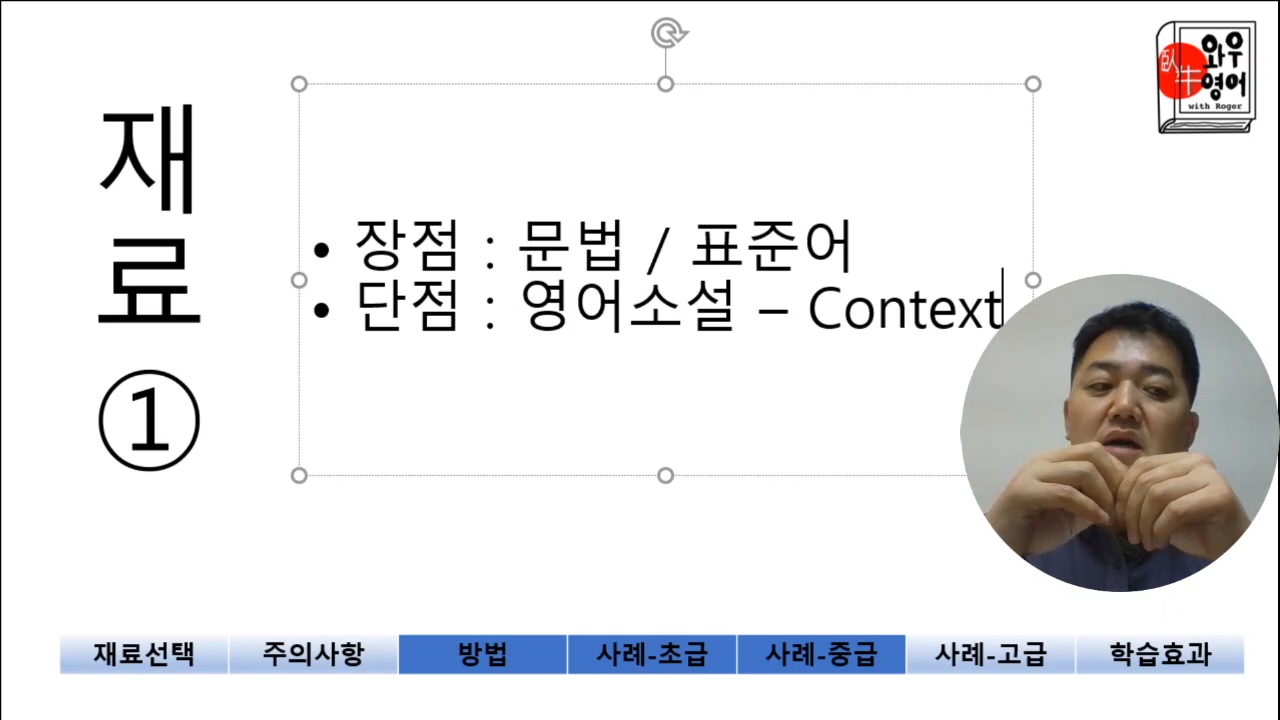 재료 ①
• 장점 : 문법 / 표준어
• 단점 : 영어소설 – Context
臥牛
와우
영어
with Roger
재료선택 주의사항 방법 사례-초급 사례-중급 사례-고급 학습효과